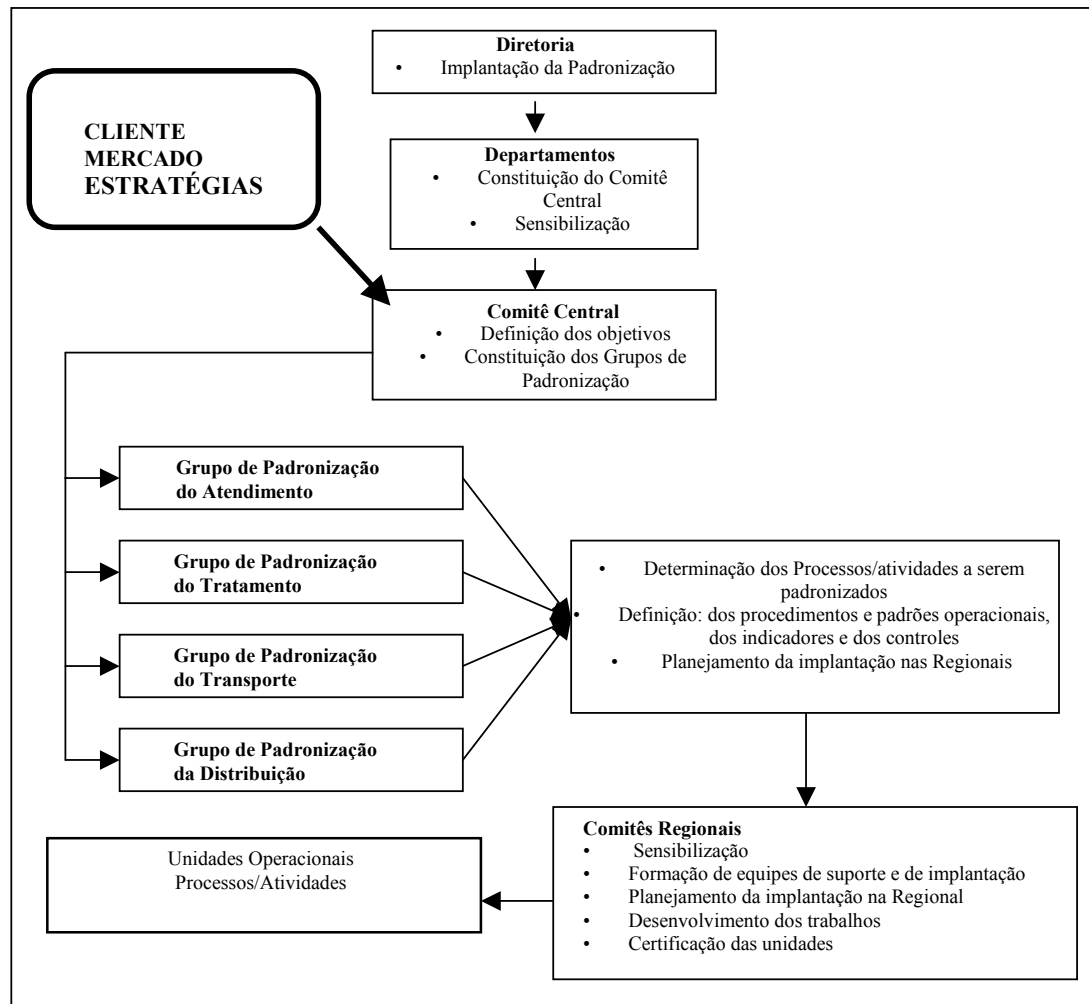 Diretoria
• Implantação da Padronização
CLIENTE
MERCADO
ESTRATÉGIAS
Departamentos
• Constituição do Comitê
Central
• Sensibilização
Comitê Central
• Definição dos objetivos
• Constituição dos Grupos de
Padronização
Grupo de Padronização
do Atendimento
Grupo de Padronização
do Tratamento
Grupo de Padronização
do Transporte
Grupo de Padronização
da Distribuição
• Determinação dos Processos/atividades a serem
padronizados
• Definição: dos procedimentos e padrões operacionais,
dos indicadores e dos controles
• Planejamento da implantação nas Regionais
Comitês Regionais
• Sensibilização
• Formação de equipes de suporte e de implantação
• Planejamento da implantação na Regional
• Desenvolvimento dos trabalhos
• Certificação das unidades
Unidades Operacionais
Processos/Atividades